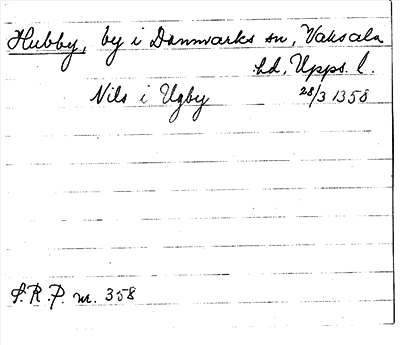 Hubby, by i Danmarks sn, Vaksala
hd, Upps. l.
Nils i Ugby 28/3 1358
S.R.P. nr. 358